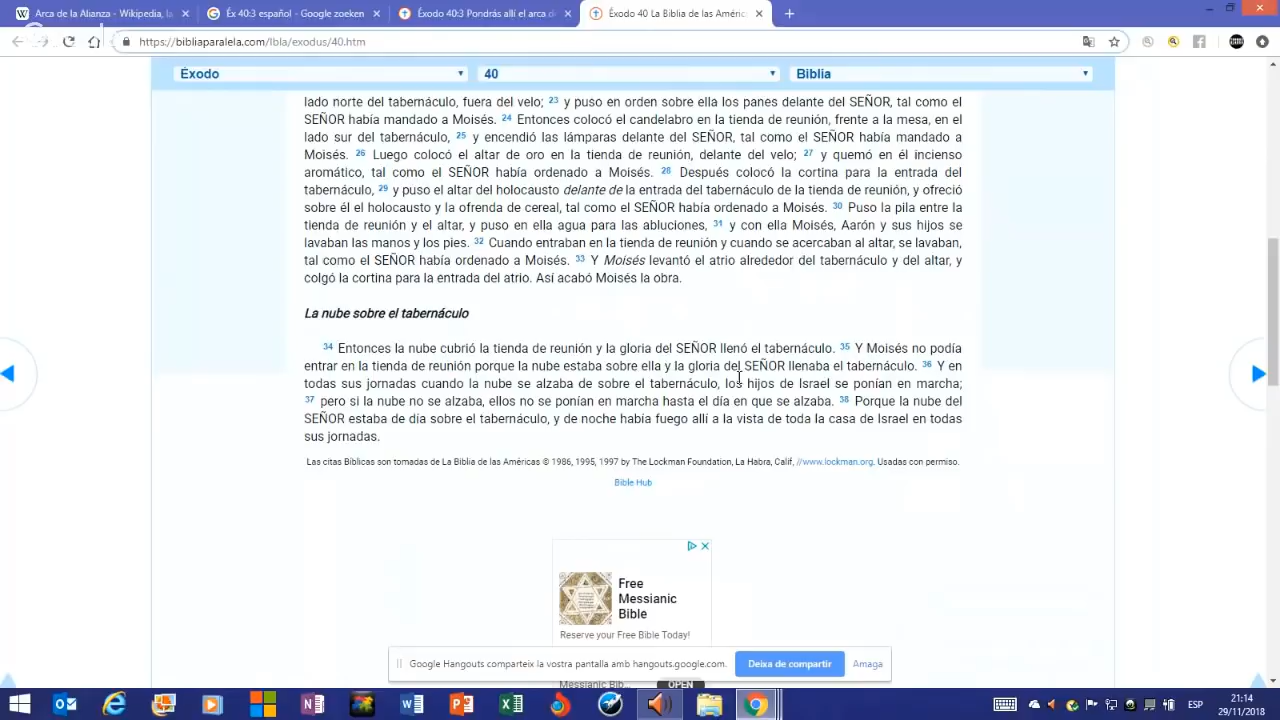 Arca de la Alianza - Wikipedia, la
Éx 40:3 español - Google zoeken
Éxodo 40:3 Pondrás allí el arca de
Éxodo 40 La Biblia de las Améric
https://bibliaparalela.com/lbla/exodus/40.htm
Éxodo
40
Biblia
lado norte del tabernáculo, fuera del velo; 23 y puso en orden sobre ella los panes delante del SEÑOR, tal como el
SEÑOR había mandado a Moisés. 24 Entonces colocó el candelabro en la tienda de reunión, frente a la mesa, en el
lado sur del tabernáculo, 25 y encendió las lámparas delante del SEÑOR, tal como el SEÑOR había mandado a
Moisés. 26 Luego colocó el altar de oro en la tienda de reunión, delante del velo; 27 y quemó en él incienso
aromático, tal como el SEÑOR había ordenado a Moisés. 28 Después colocó la cortina para la entrada del
tabernáculo, 29 y puso el altar del holocausto delante de la entrada del tabernáculo de la tienda de reunión, y ofreció
sobre él el holocausto y la ofrenda de cereal, tal como el SEÑOR había ordenado a Moisés. 30 Puso la pila entre la
tienda de reunión y el altar, y puso en ella agua para las abluciones, 31 y con ella Moisés, Aarón y sus hijos se
lavaban las manos y los pies. 32 Cuando entraban en la tienda de reunión y cuando se acercaban al altar, se lavaban,
tal como el SEÑOR había ordenado a Moisés. 33 Y Moisés levantó el atrio alrededor del tabernáculo y del altar, y
colgó la cortina para la entrada del atrio. Así acabó Moisés la obra.
La nube sobre el tabernáculo
34 Entonces la nube cubrió la tienda de reunión y la gloria del SEÑOR llenó el tabernáculo. 35 Y Moisés no podía
entrar en la tienda de reunión porque la nube estaba sobre ella y la gloria del SEÑOR llenaba el tabernáculo. 36 Y en
todas sus jornadas cuando la nube se alzaba de sobre el tabernáculo, los hijos de Israel se ponían en marcha;
37 pero si la nube no se alzaba, ellos no se ponían en marcha hasta el día en que se alzaba. 38 Porque la nube del
SEÑOR estaba de día sobre el tabernáculo, y de noche había fuego allí a la vista de toda la casa de Israel en todas
sus jornadas.
Las citas Bíblicas son tomadas de La Biblia de las Américas © 1986, 1995, 1997 by The Lockman Foundation, La Habra, Calif, //www.lockman.org. Usadas con permiso.
Bible Hub
Free
Messianic
Bible
Reserve your Free Bible Today!
Google Hangouts comparteix la vostra pantalla amb hangouts.google.com.
Deixa de compartir
Amaga
Messianic Bib...
OPEN
ESP
21:14
29/11/2018